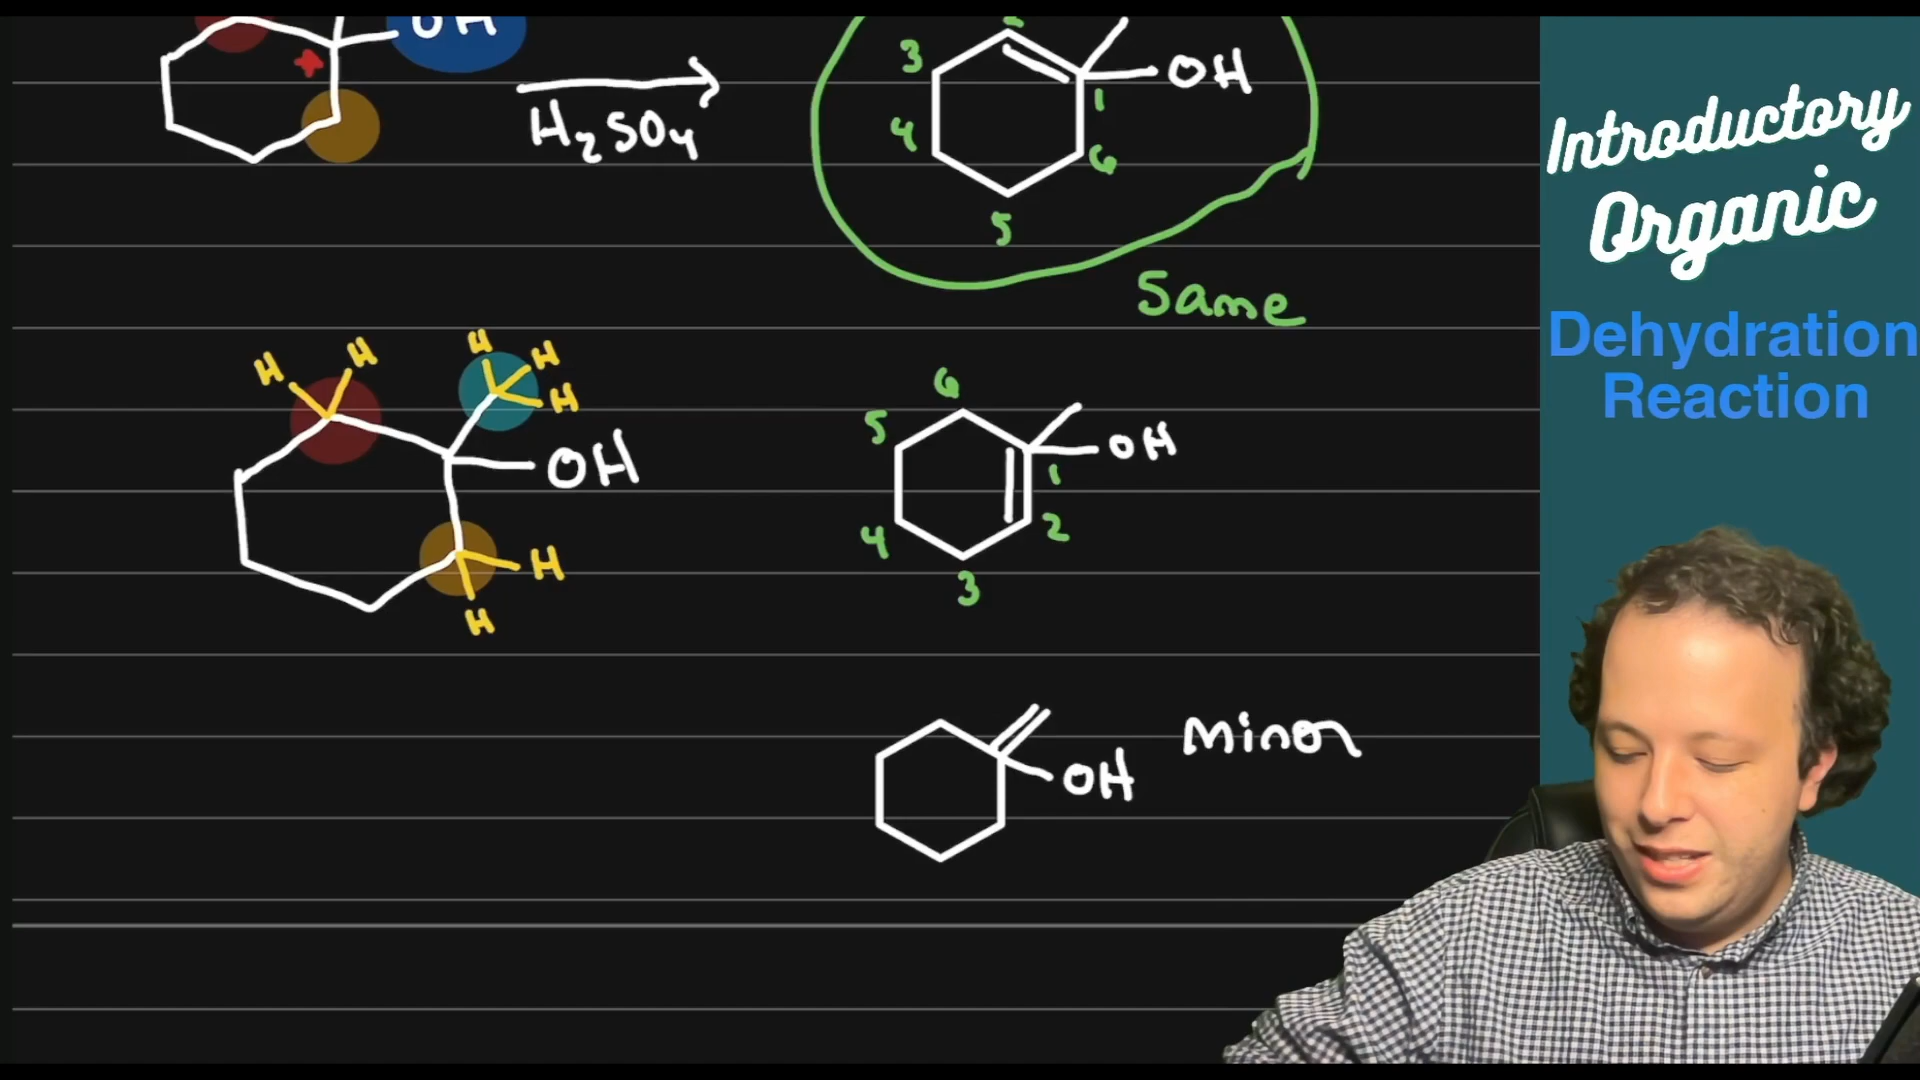 OH
2
3
OH
1
H₂SO₄
4
6
5
Same
H
H
H
H
H
OH
H
H
6
5
OH
1
4
2
3
Minor
OH
Introductory
Organic
Dehydration
Reaction